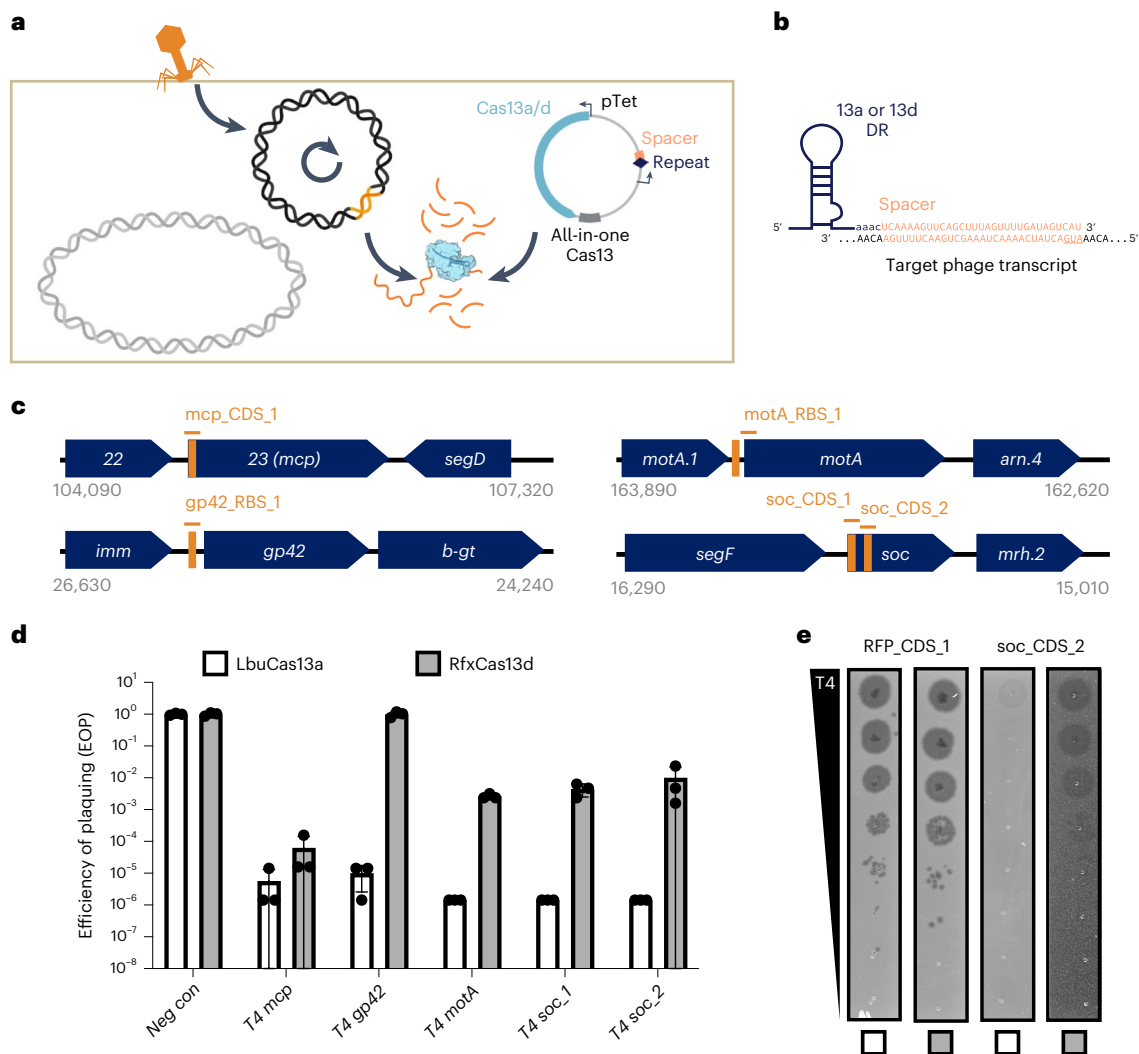 a
Cas13a/d
pTet
Spacer
Repeat
All-in-one
Cas13
b
13a or 13d
DR
Spacer
5′ aaacUCAAAAGUUCAGCUUUAGUUUUGAUAGUCAU 3′
3′ ...AACAAGUUUUCAAGUCGAAAUCAAAACUAUCAGUAAACA...5′
Target phage transcript
c
mcp_CDS_1
22
23 (mcp)
segD
104,090
107,320
motA_RBS_1
motA.1
motA
arn.4
163,890
162,620
gp42_RBS_1
imm
gp42
b-gt
26,630
24,240
soc_CDS_1
soc_CDS_2
segF
soc
mrh.2
16,290
15,010
d
LbuCas13a
RfxCas13d
Efficiency of plaquing (EOP)
10¹
10⁰
10⁻¹
10⁻²
10⁻³
10⁻⁴
10⁻⁵
10⁻⁶
10⁻⁷
10⁻⁸
Neg con
T4 mcp
T4 gp42
T4 motA
T4 soc_1
T4 soc_2
e
RFP_CDS_1
soc_CDS_2
T4